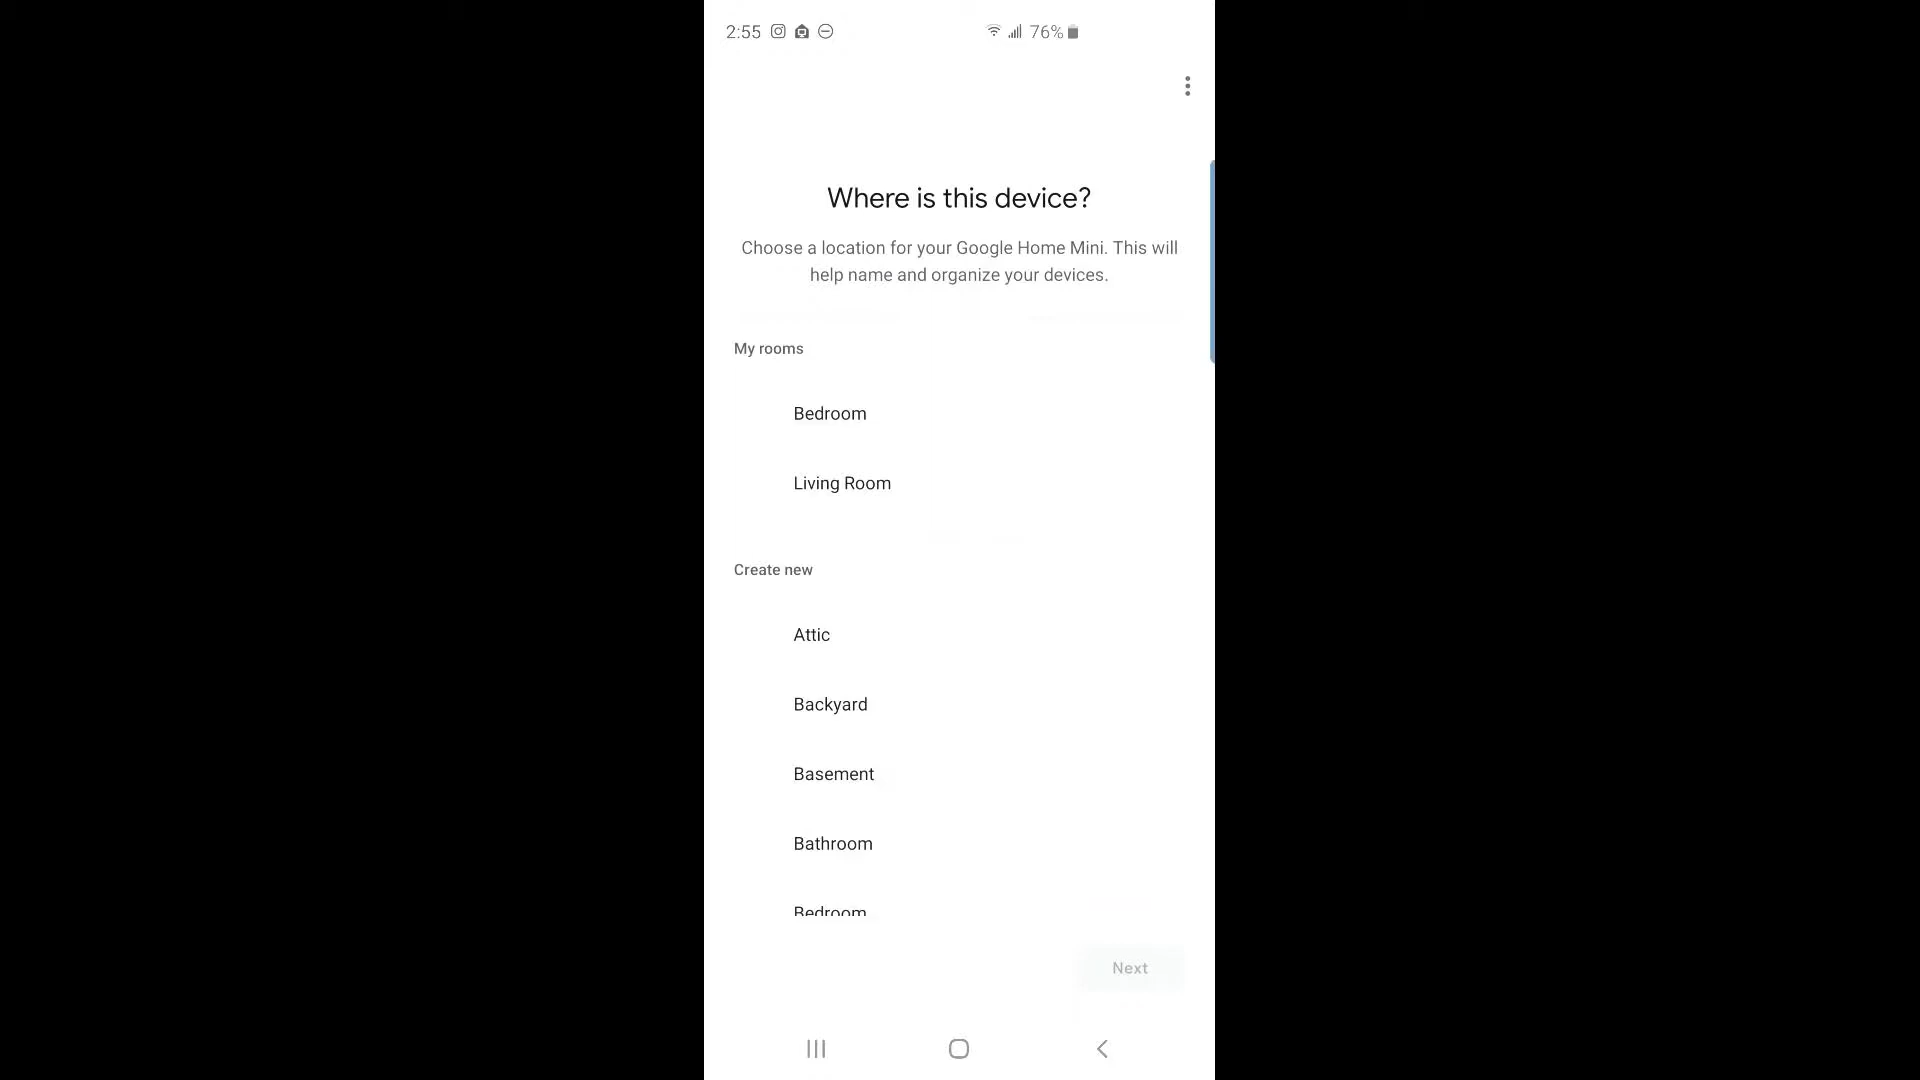 2:55 76%
Where is this device?
Choose a location for your Google Home Mini. This will
help name and organize your devices.
My rooms
Bedroom
Living Room
Create new
Attic
Backyard
Basement
Bathroom
Bedroom
Next